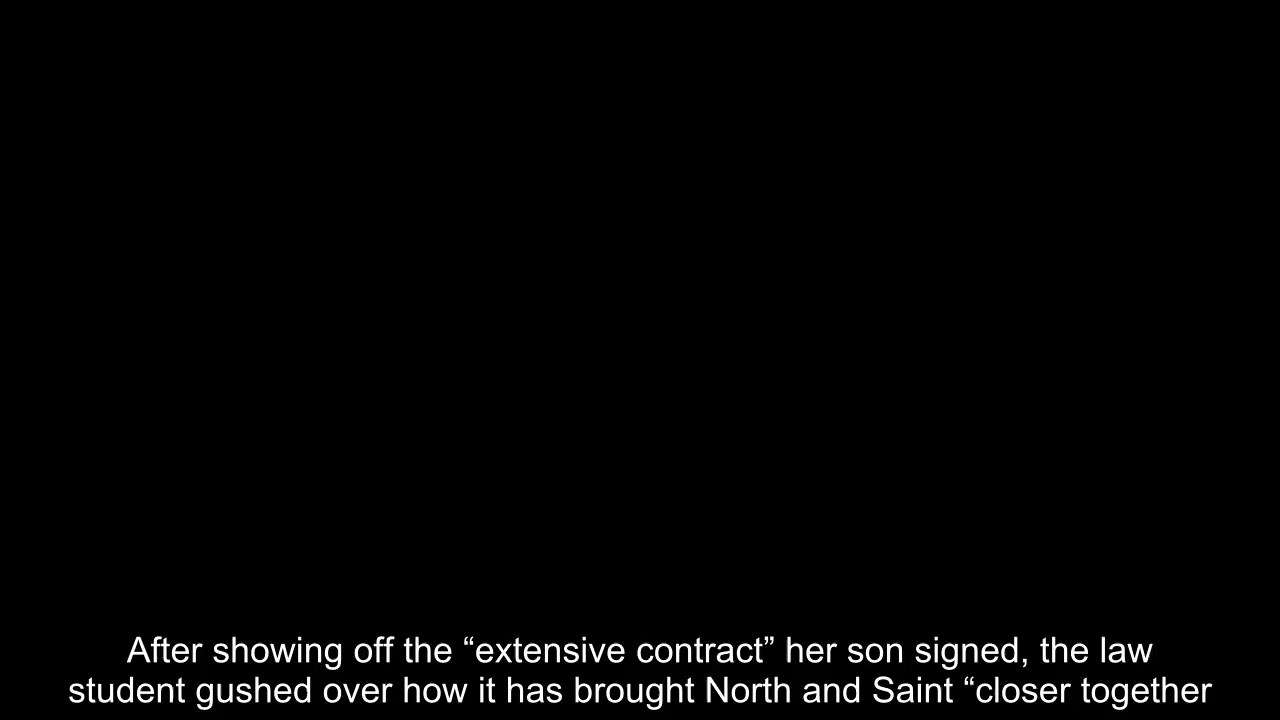 After showing off the “extensive contract” her son signed, the law
student gushed over how it has brought North and Saint “closer together